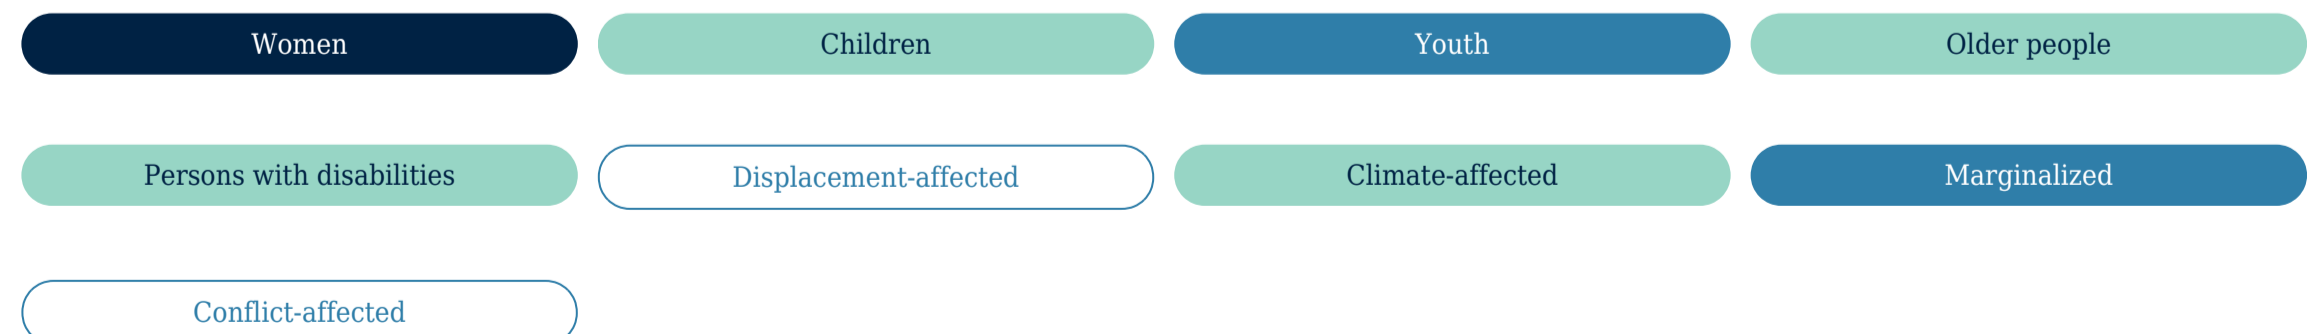 Women
Children
Youth
Older people
Persons with disabilities
Displacement-affected
Climate-affected
Marginalized
Conflict-affected